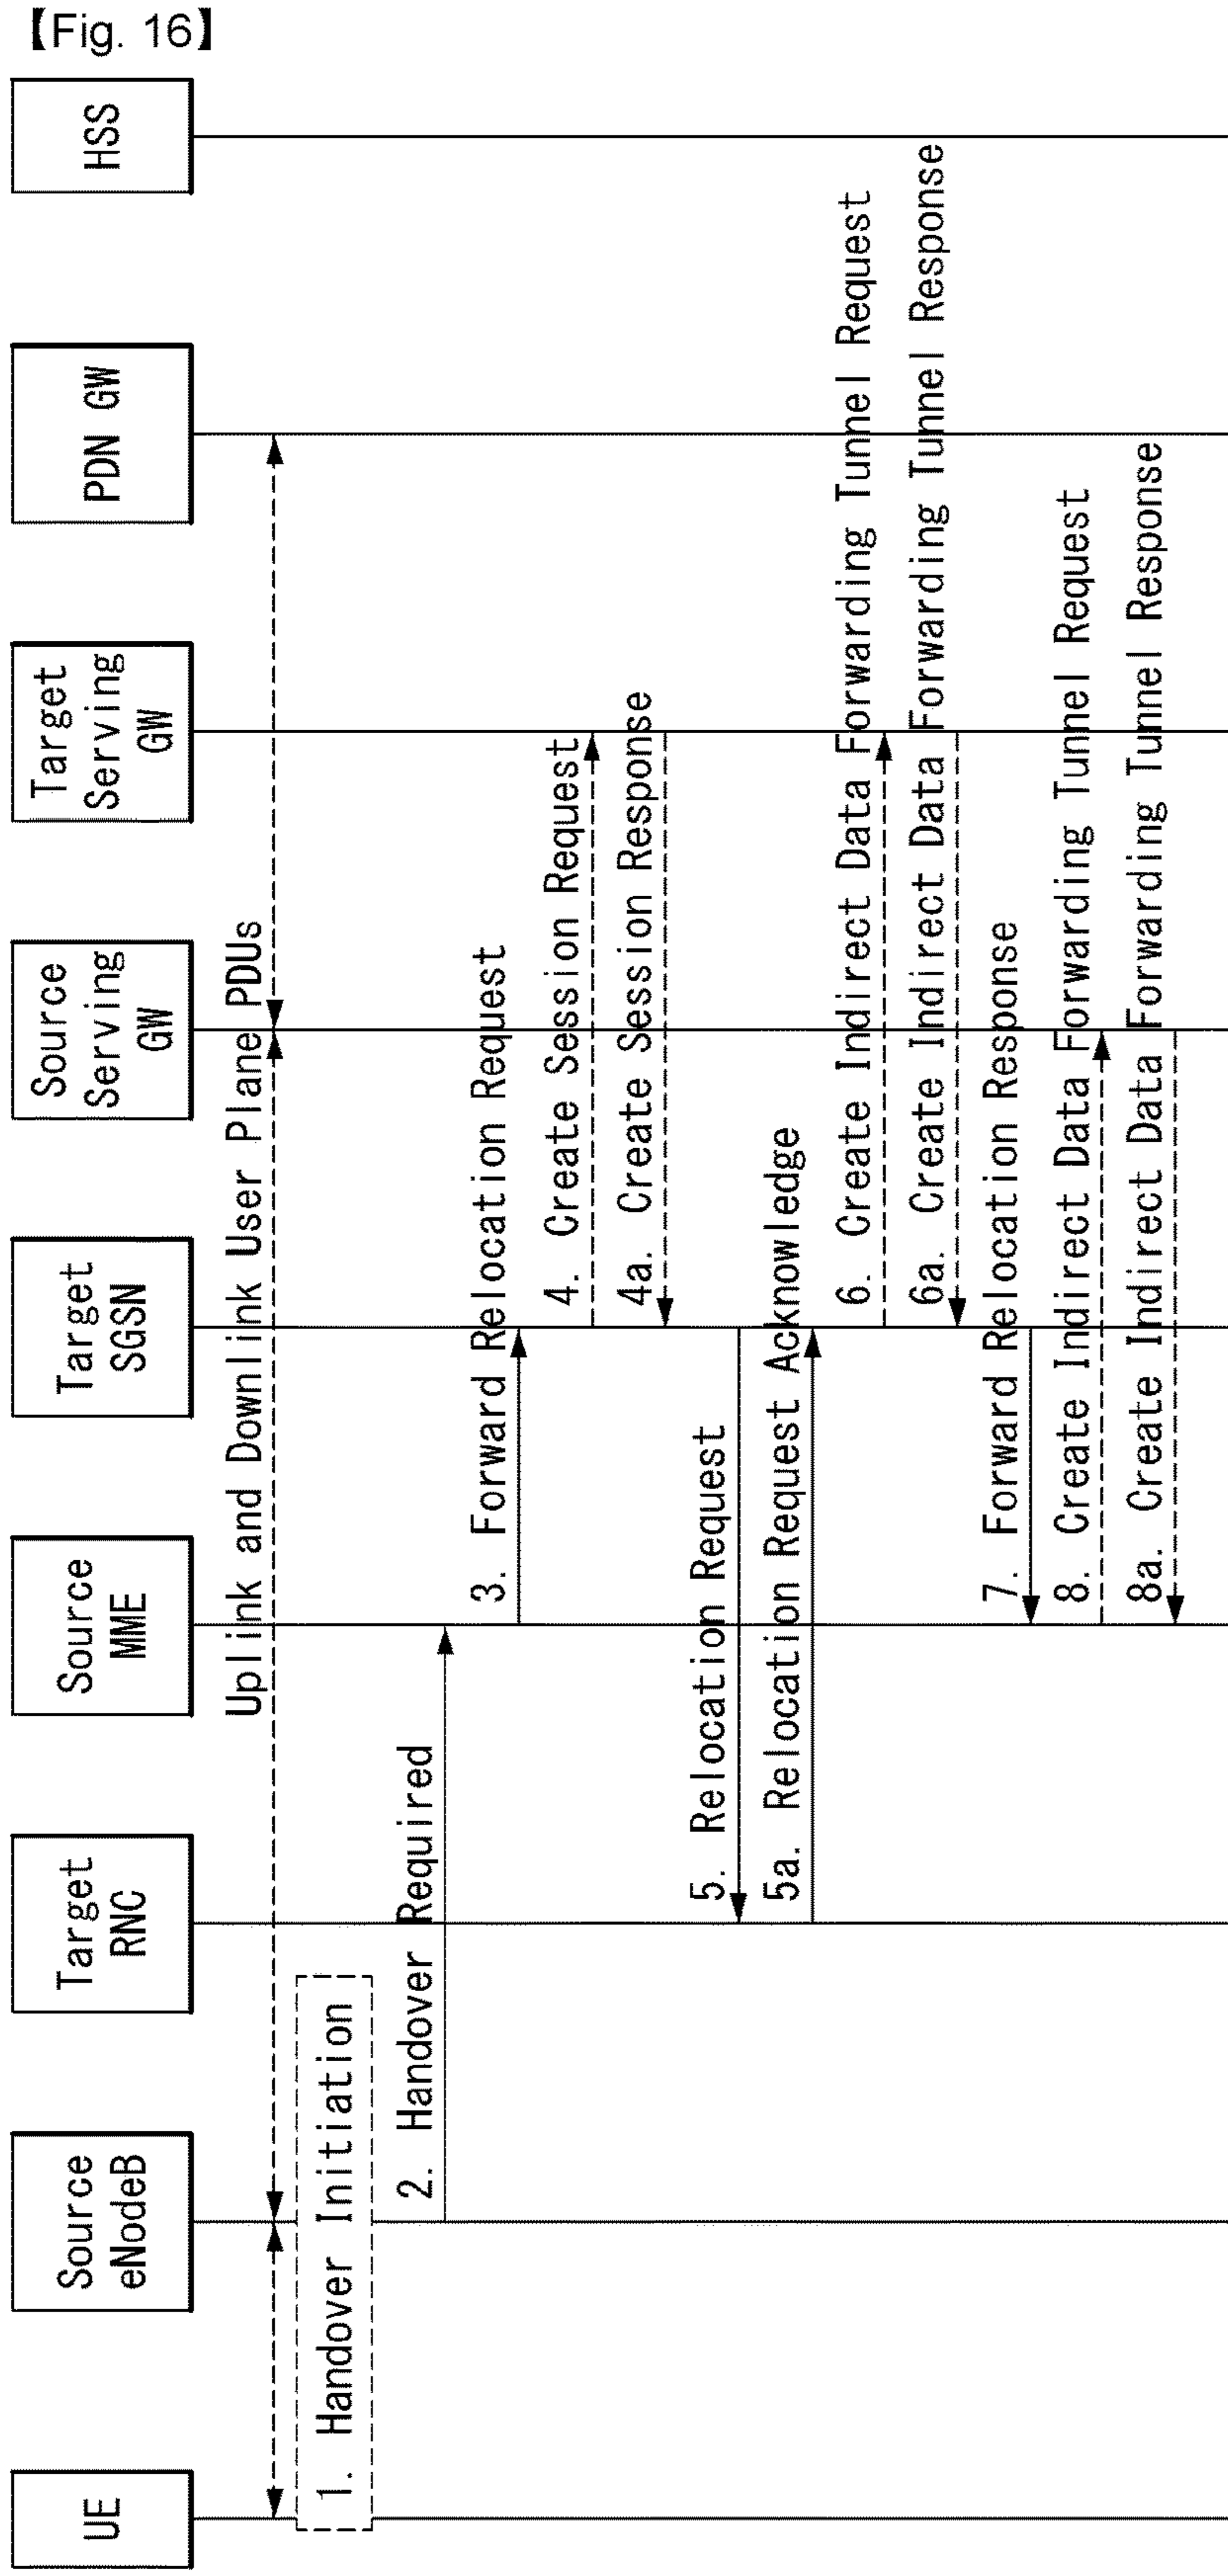 【Fig. 16】
UE
Source
eNodeB
Target
RNC
Source
MME
Target
SGSN
Source
Serving
GW
Target
Serving
GW
PDN GW
HSS
Uplink and Downlink User Plane PDUs
1. Handover Initiation
2. Handover Required
3. Forward Relocation Request
4. Create Session Request
4a. Create Session Response
5. Relocation Request
5a. Relocation Request Acknowledge
6. Create Indirect Data Forwarding Tunnel Request
6a. Create Indirect Data Forwarding Tunnel Response
7. Forward Relocation Response
8. Create Indirect Data Forwarding Tunnel Request
8a. Create Indirect Data Forwarding Tunnel Response